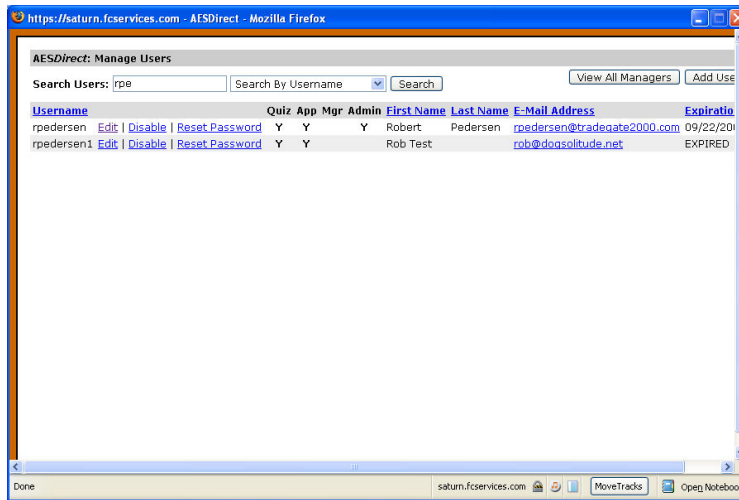 https://saturn.fcservices.com - AESDirect - Mozilla Firefox
AESDirect: Manage Users
Search Users: rpe Search By Username Search View All Managers Add Use
Username Quiz App Mgr Admin First Name Last Name E-Mail Address Expiratio
rpedersen Edit | Disable | Reset Password Y Y Y Robert Pedersen rpedersen@tradegate2000.com 09/22/200
rpedersen1 Edit | Disable | Reset Password Y Y Rob Test rob@dogsolitude.net EXPIRED
Done saturn.fcservices.com MoveTracks Open Noteboo